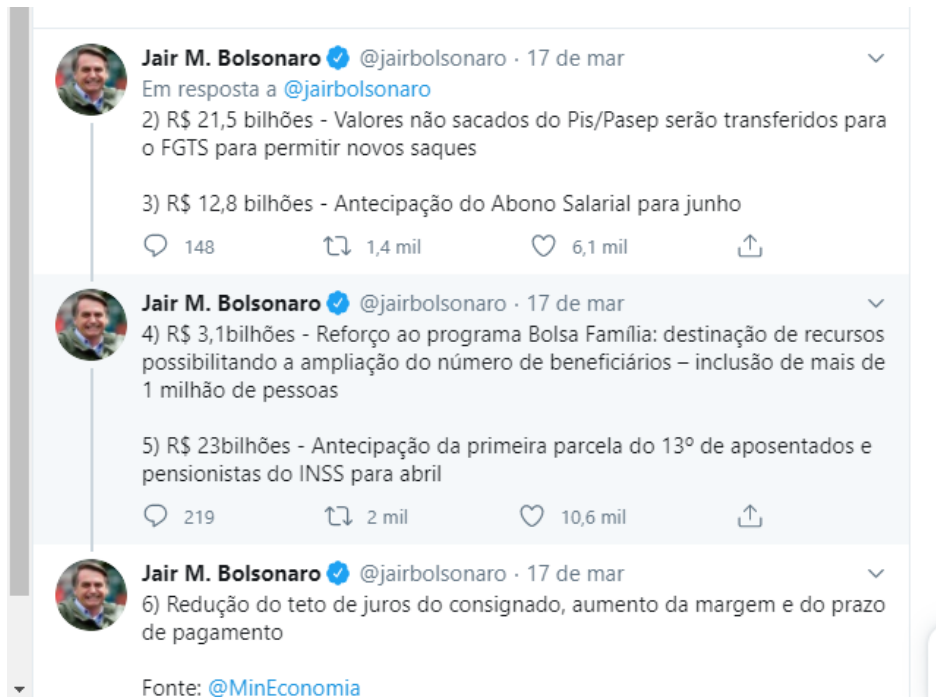 Jair M. Bolsonaro @jairbolsonaro · 17 de mar
Em resposta a @jairbolsonaro
2) R$ 21,5 bilhões - Valores não sacados do Pis/Pasep serão transferidos para
o FGTS para permitir novos saques
3) R$ 12,8 bilhões - Antecipação do Abono Salarial para junho
148 1,4 mil 6,1 mil
Jair M. Bolsonaro @jairbolsonaro · 17 de mar
4) R$ 3,1bilhões - Reforço ao programa Bolsa Família: destinação de recursos
possibilitando a ampliação do número de beneficiários – inclusão de mais de
1 milhão de pessoas
5) R$ 23bilhões - Antecipação da primeira parcela do 13º de aposentados e
pensionistas do INSS para abril
219 2 mil 10,6 mil
Jair M. Bolsonaro @jairbolsonaro · 17 de mar
6) Redução do teto de juros do consignado, aumento da margem e do prazo
de pagamento
Fonte: @MinEconomia